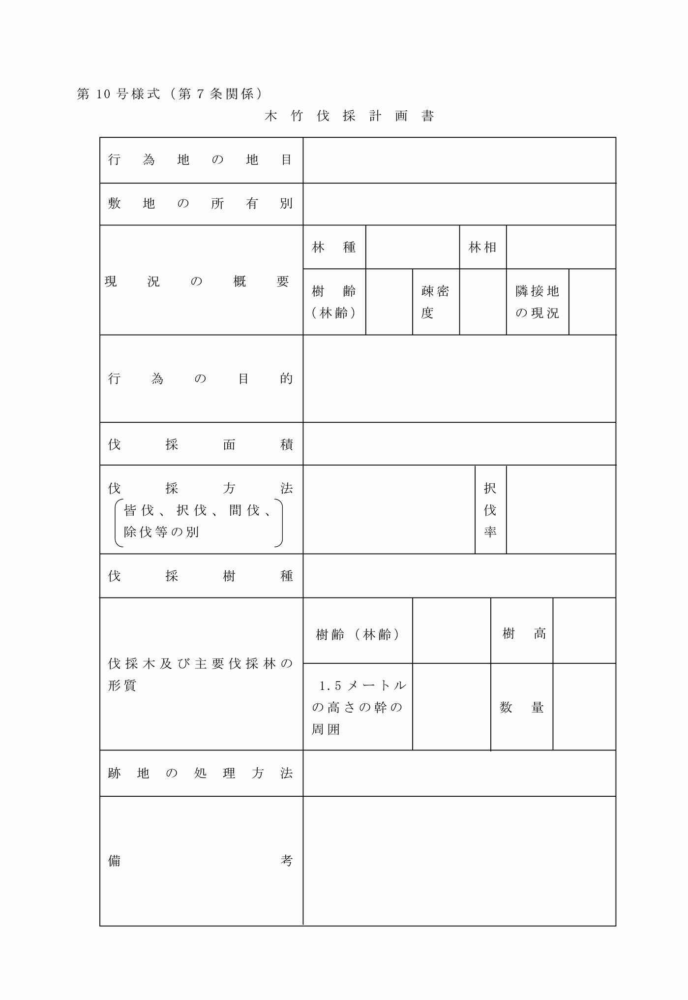 第10号様式（第7条関係）
木竹伐採計画書
行為地の地目
敷地の所有別
現況の概要
林種
林相
樹齢
（林齢）
疎密
度
隣接地
の現況
行為の目的
伐採面積
伐採方法
皆伐、択伐、間伐、
除伐等の別
択
伐
率
伐採樹種
伐採木及び主要伐採林の
形質
樹齢（林齢）
樹高
1.5メートル
の高さの幹の
周囲
数量
跡地の処理方法
備考